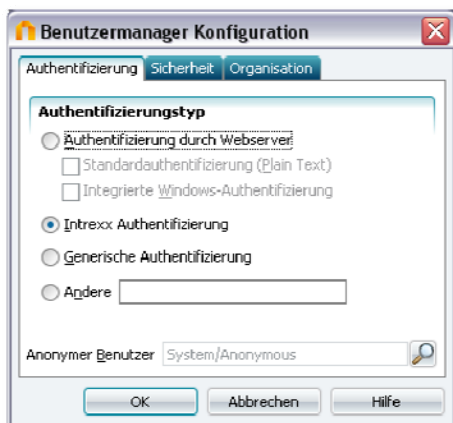 Benutzermanager Konfiguration
Authentifizierung Sicherheit Organisation
Authentifizierungstyp
Authentifizierung durch Webserver
Standardauthentifizierung (Plain Text)
Integrierte Windows-Authentifizierung
Intrexx Authentifizierung
Generische Authentifizierung
Andere
Anonymer Benutzer System/Anonymous
OK Abbrechen Hilfe